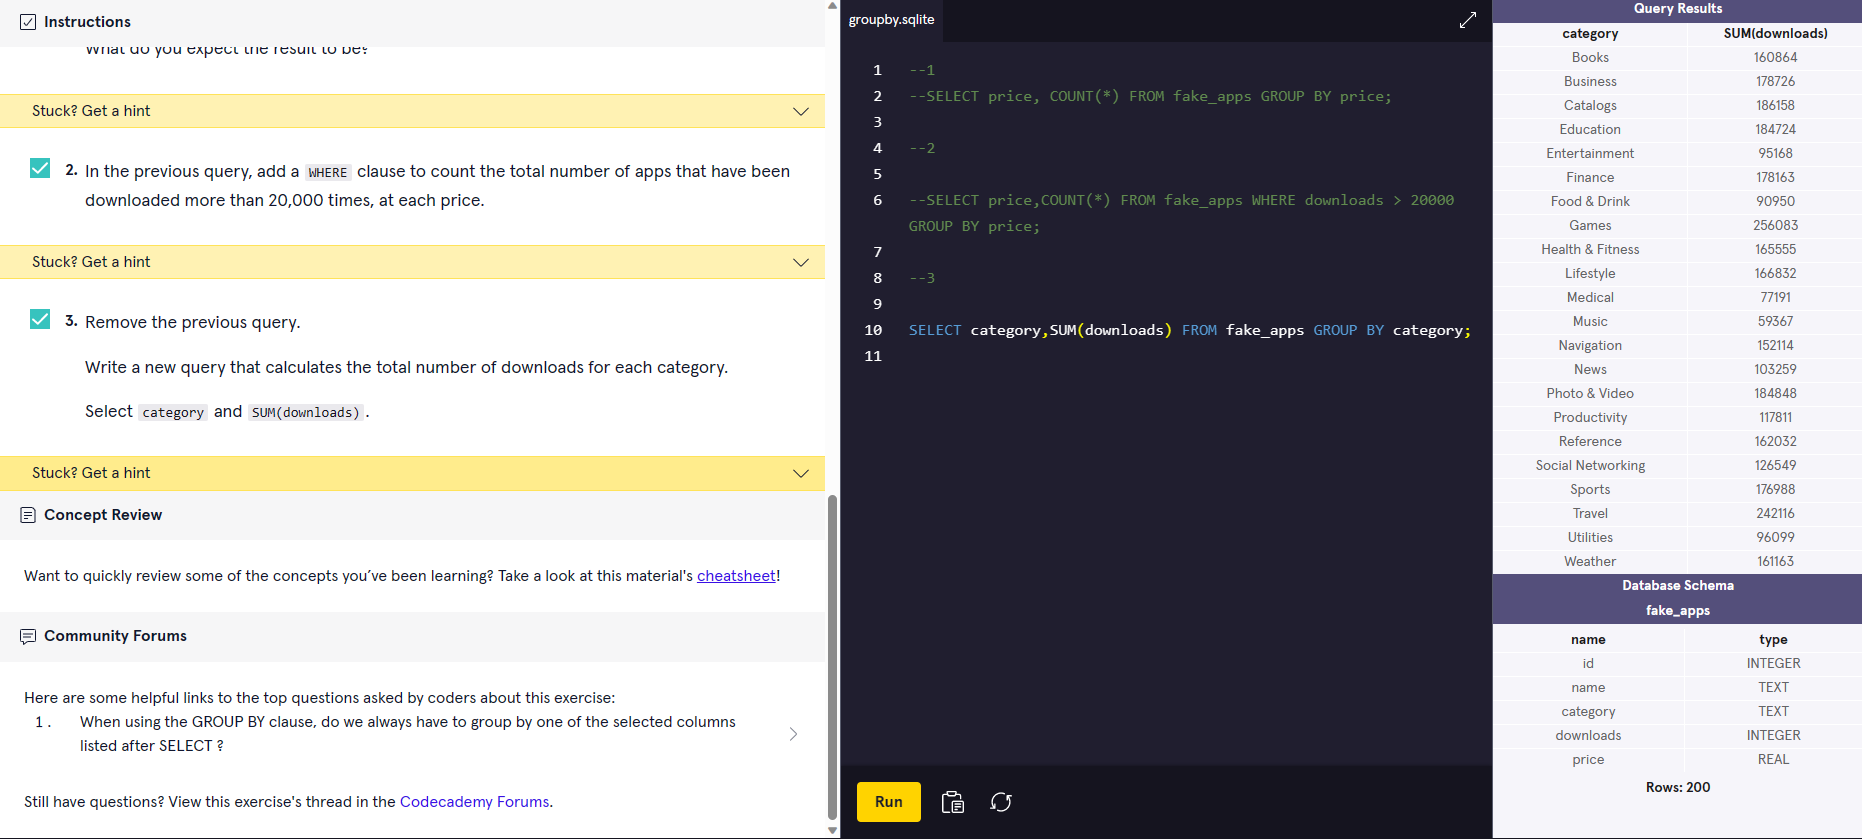 Instructions
What do you expect the result to be?
Stuck? Get a hint
2. In the previous query, add a WHERE clause to count the total number of apps that have been
downloaded more than 20,000 times, at each price.
Stuck? Get a hint
3. Remove the previous query.
Write a new query that calculates the total number of downloads for each category.
Select category and SUM(downloads).
Stuck? Get a hint
Concept Review
Want to quickly review some of the concepts you've been learning? Take a look at this material's cheatsheet!
Community Forums
Here are some helpful links to the top questions asked by coders about this exercise:
1. When using the GROUP BY clause, do we always have to group by one of the selected columns
listed after SELECT ?
Still have questions? View this exercise's thread in the Codecademy Forums.
groupby.sqlite
1 --1
2 --SELECT price, COUNT(*) FROM fake_apps GROUP BY price;
3
4 --2
5
6 --SELECT price,COUNT(*) FROM fake_apps WHERE downloads > 20000
GROUP BY price;
7
8 --3
9
10 SELECT category,SUM(downloads) FROM fake_apps GROUP BY category;
11
Run
Query Results
category SUM(downloads)
Books 160864
Business 178726
Catalogs 186158
Education 184724
Entertainment 95168
Finance 178163
Food & Drink 90950
Games 256083
Health & Fitness 165555
Lifestyle 166832
Medical 77191
Music 59367
Navigation 152114
News 103259
Photo & Video 184848
Productivity 117811
Reference 162032
Social Networking 126549
Sports 176988
Travel 242116
Utilities 96099
Weather 161163
Database Schema
fake_apps
name type
id INTEGER
name TEXT
category TEXT
downloads INTEGER
price REAL
Rows: 200